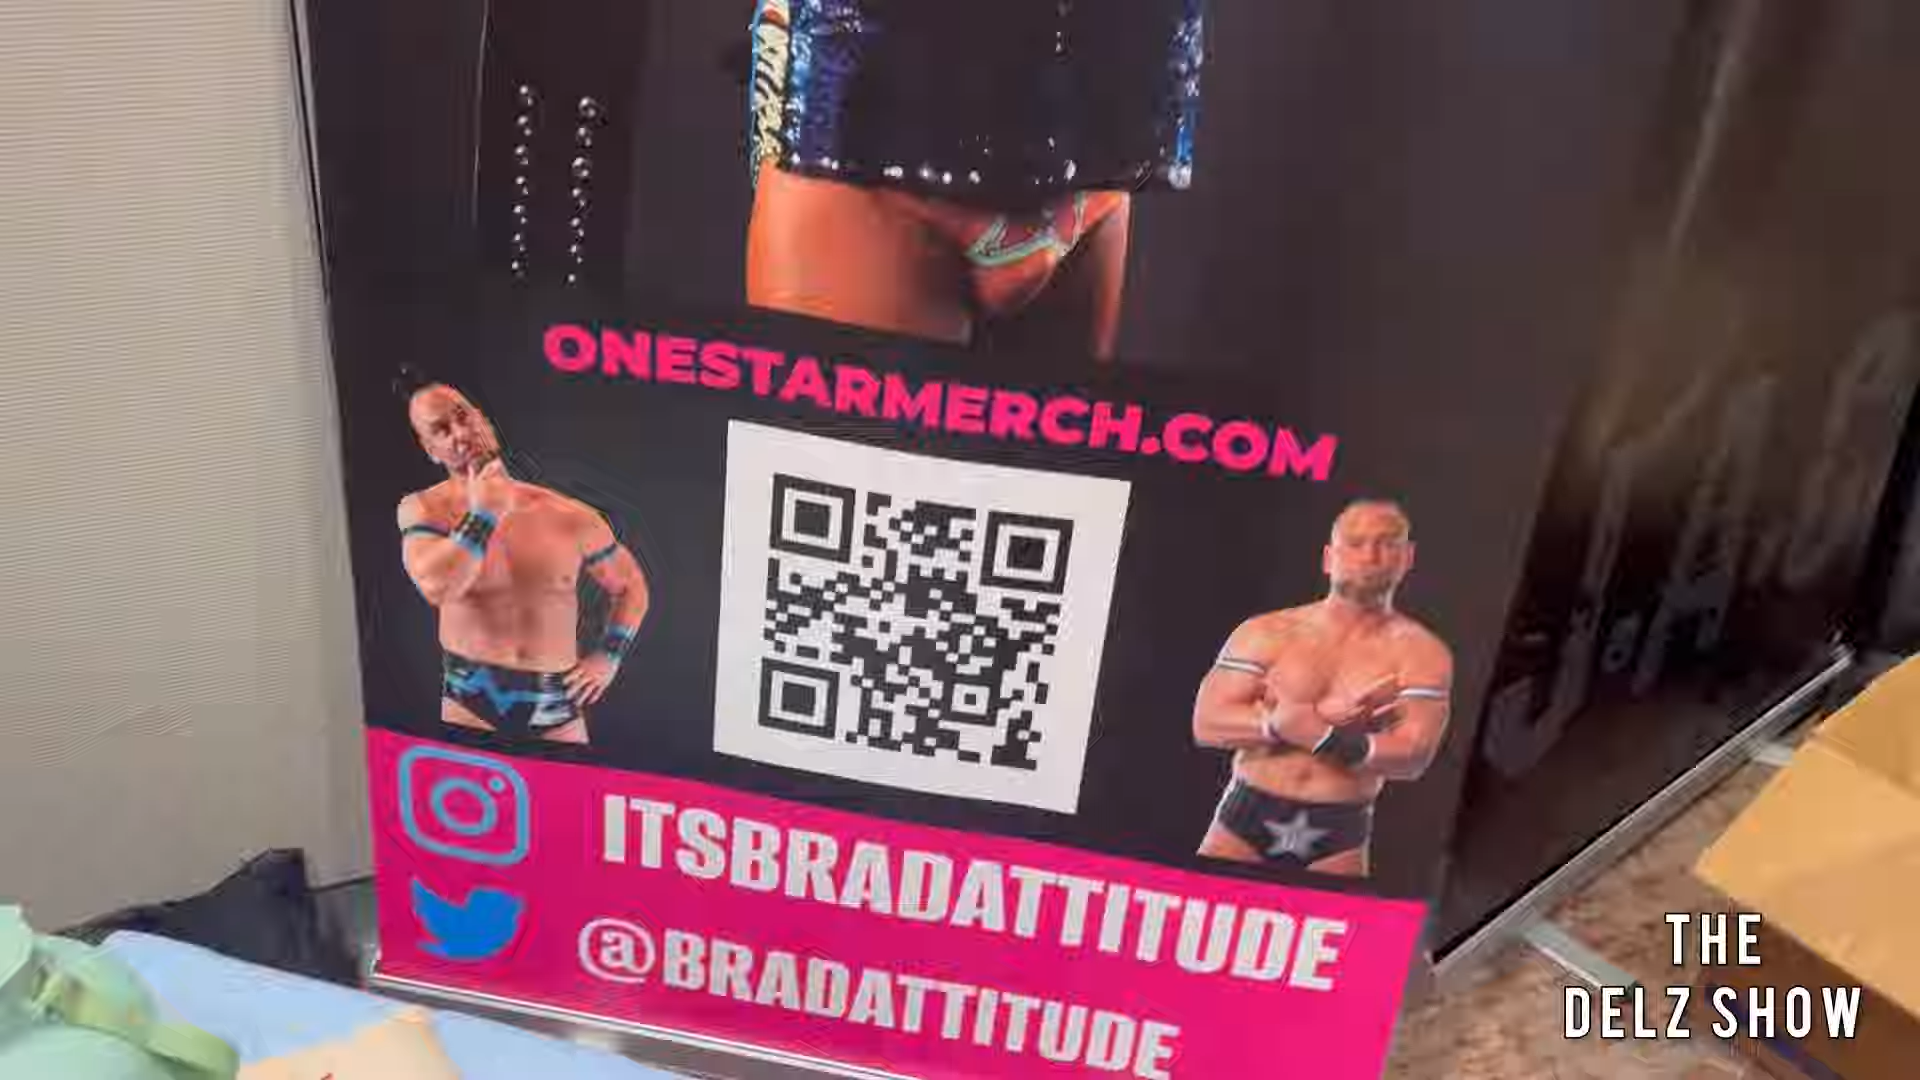 ONESTARMERCH.COM
ITSBRADATTITUDE
@BRADATTITUDE
THE
DELZ SHOW